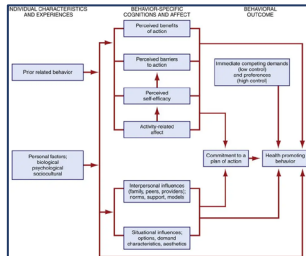 INDIVIDUAL CHARACTERISTICS
AND EXPERIENCES
BEHAVIOR-SPECIFIC
COGNITIONS AND AFFECT
BEHAVIORAL
OUTCOME
Perceived benefits
of action
Perceived barriers
to action
Perceived
self-efficacy
Activity-related
affect
Prior related behavior
Immediate competing demands
(low control)
and preferences
(high control)
Personal factors;
biological
psychological
sociocultural
Commitment to a
plan of action
Health promoting
behavior
Interpersonal influences
(family, peers, providers);
norms, support, models
Situational influences;
options, demand
characteristics, aesthetics